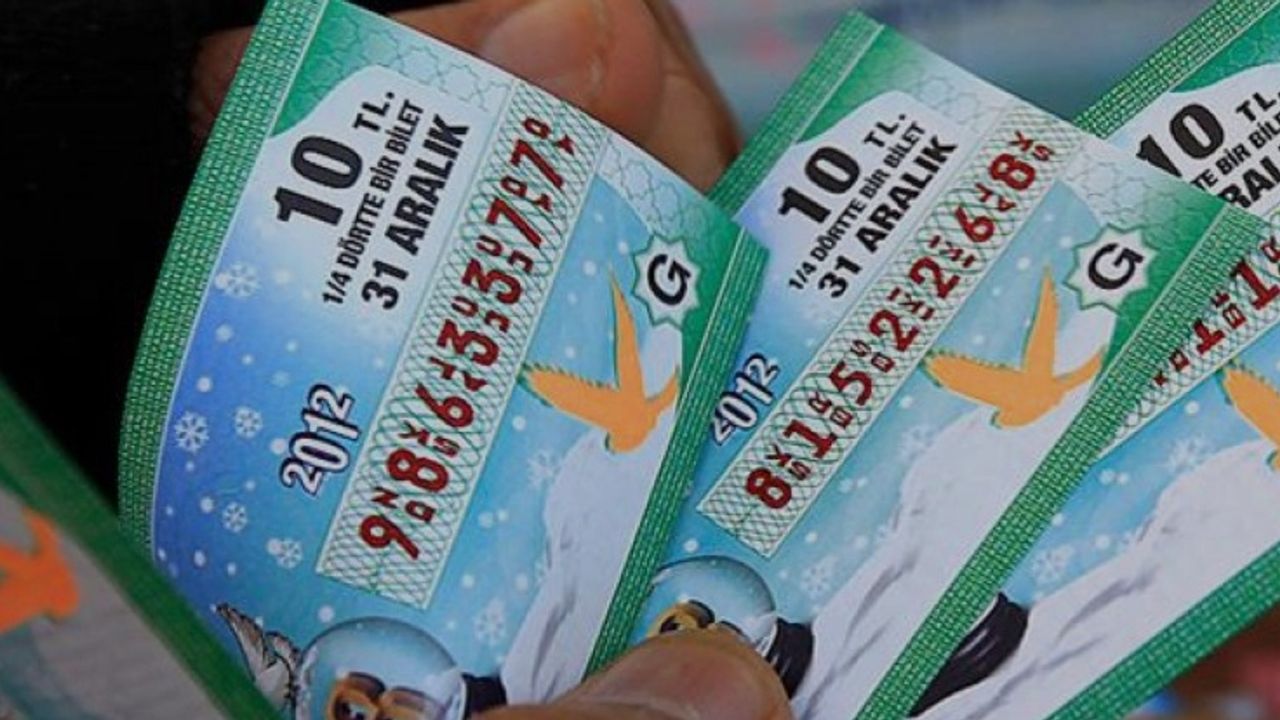 10 TL.
1/4 DÖRTTE BİR BİLET
31 ARALIK
2012
9863377
G
10 TL.
1/4 DÖRTTE BİR BİLET
31 ARALIK
2012
8152268
G
10 TL.